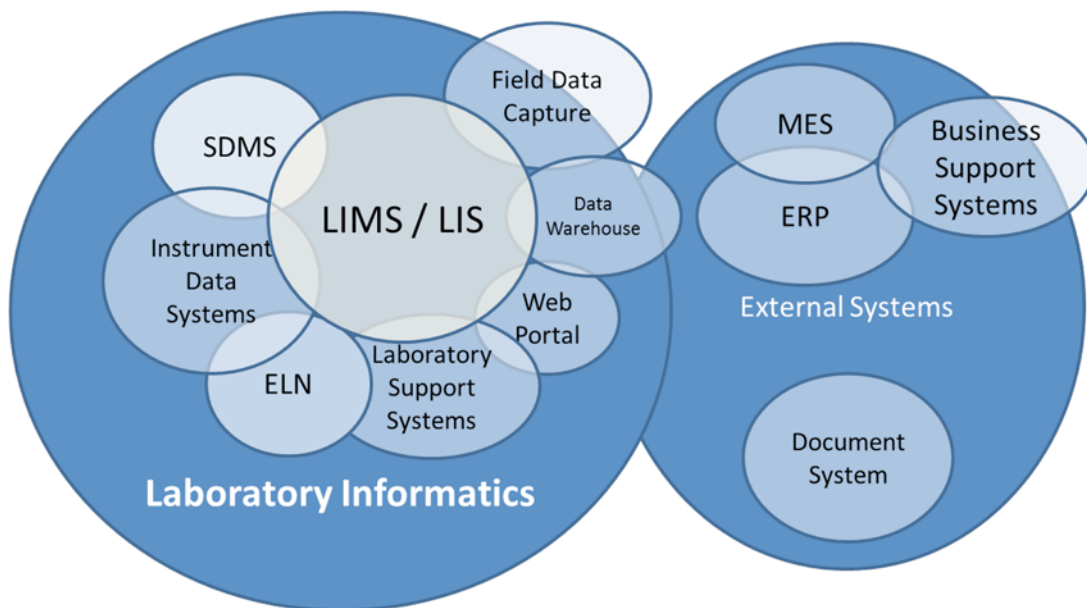 SDMS
LIMS / LIS
Field Data
Capture
Data
Warehouse
Instrument
Data
Systems
Web
Portal
ELN
Laboratory
Support
Systems
Laboratory Informatics
MES
Business
Support
Systems
ERP
External Systems
Document
System